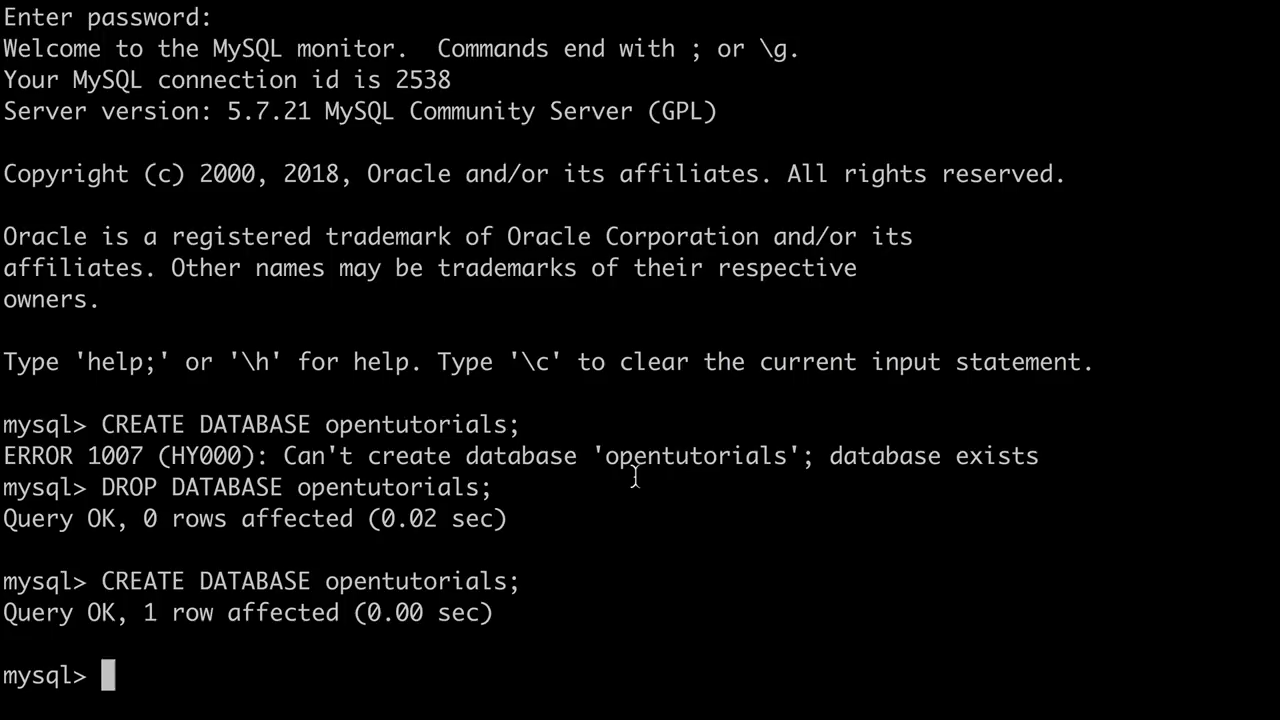 Enter password:
Welcome to the MySQL monitor.  Commands end with ; or \g.
Your MySQL connection id is 2538
Server version: 5.7.21 MySQL Community Server (GPL)
Copyright (c) 2000, 2018, Oracle and/or its affiliates. All rights reserved.
Oracle is a registered trademark of Oracle Corporation and/or its
affiliates. Other names may be trademarks of their respective
owners.
Type 'help;' or '\h' for help. Type '\c' to clear the current input statement.
mysql> CREATE DATABASE opentutorials;
ERROR 1007 (HY000): Can't create database 'opentutorials'; database exists
mysql> DROP DATABASE opentutorials;
Query OK, 0 rows affected (0.02 sec)
mysql> CREATE DATABASE opentutorials;
Query OK, 1 row affected (0.00 sec)
mysql>